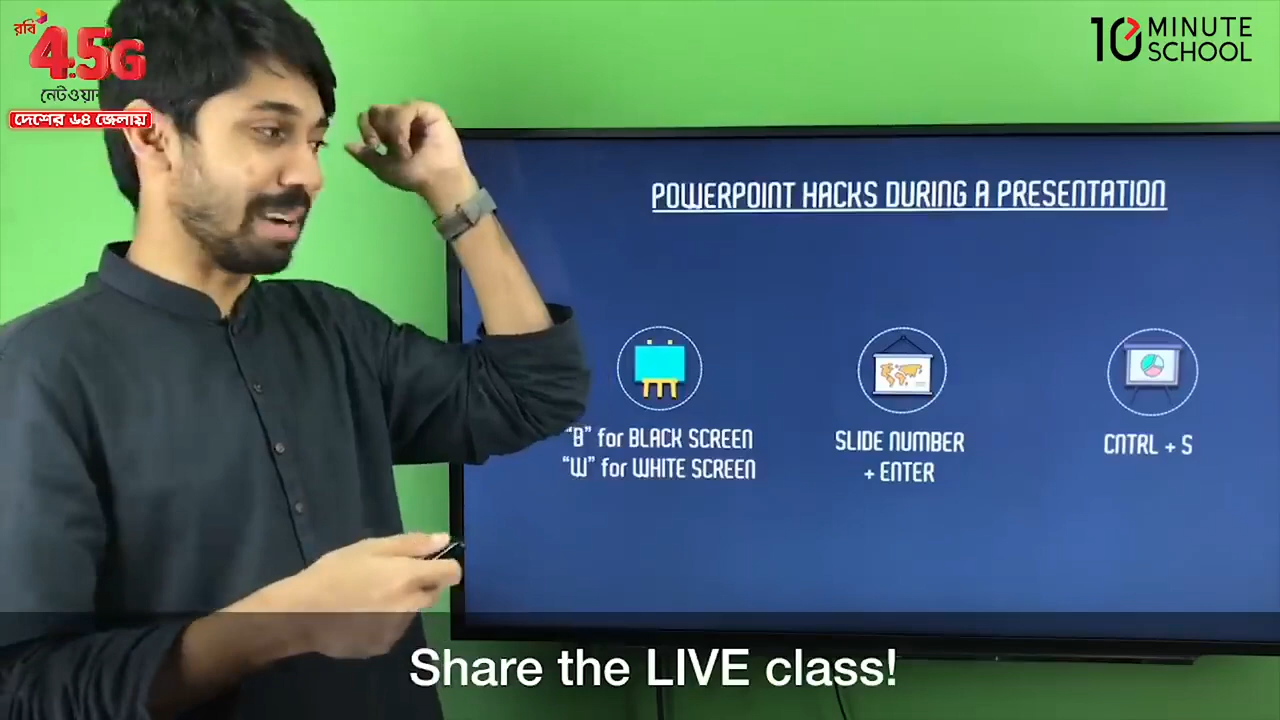 রবি
4.5G
নেটওয়ার্ক
দেশের ৬৪ জেলায়
10 MINUTE
SCHOOL
POWERPOINT HACKS DURING A PRESENTATION
"B" for BLACK SCREEN
"W" for WHITE SCREEN
SLIDE NUMBER
+ ENTER
CNTRL + S
Share the LIVE class!